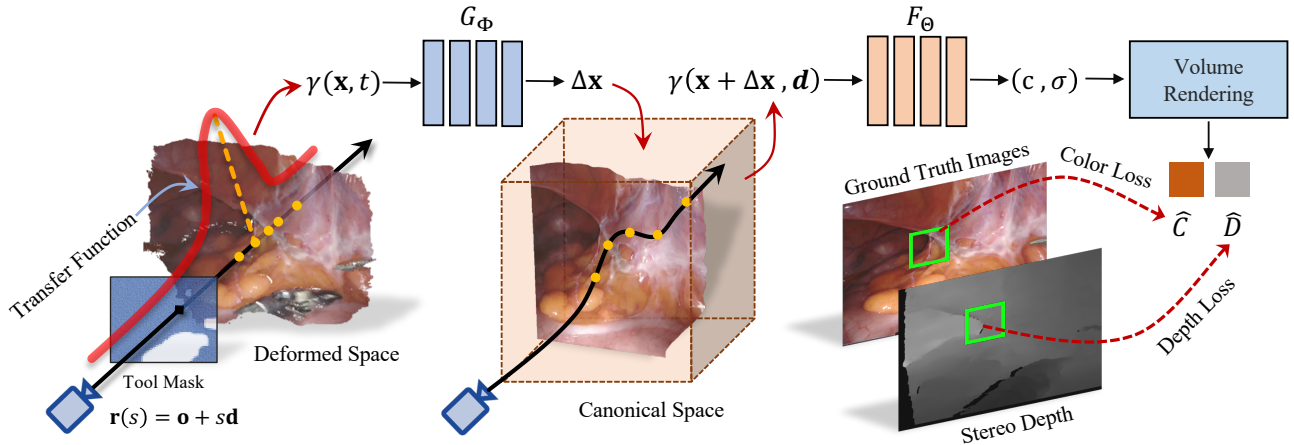 G_Φ
F_Θ
γ(𝐱, t)
Δ𝐱
γ(𝐱 + Δ𝐱 , 𝒅)
(c , σ)
Volume
Rendering
Transfer Function
Ground Truth Images
Color Loss
Ĉ
D̂
Depth Loss
Deformed Space
Tool Mask
𝐫(s) = 𝐨 + s𝐝
Canonical Space
Stereo Depth